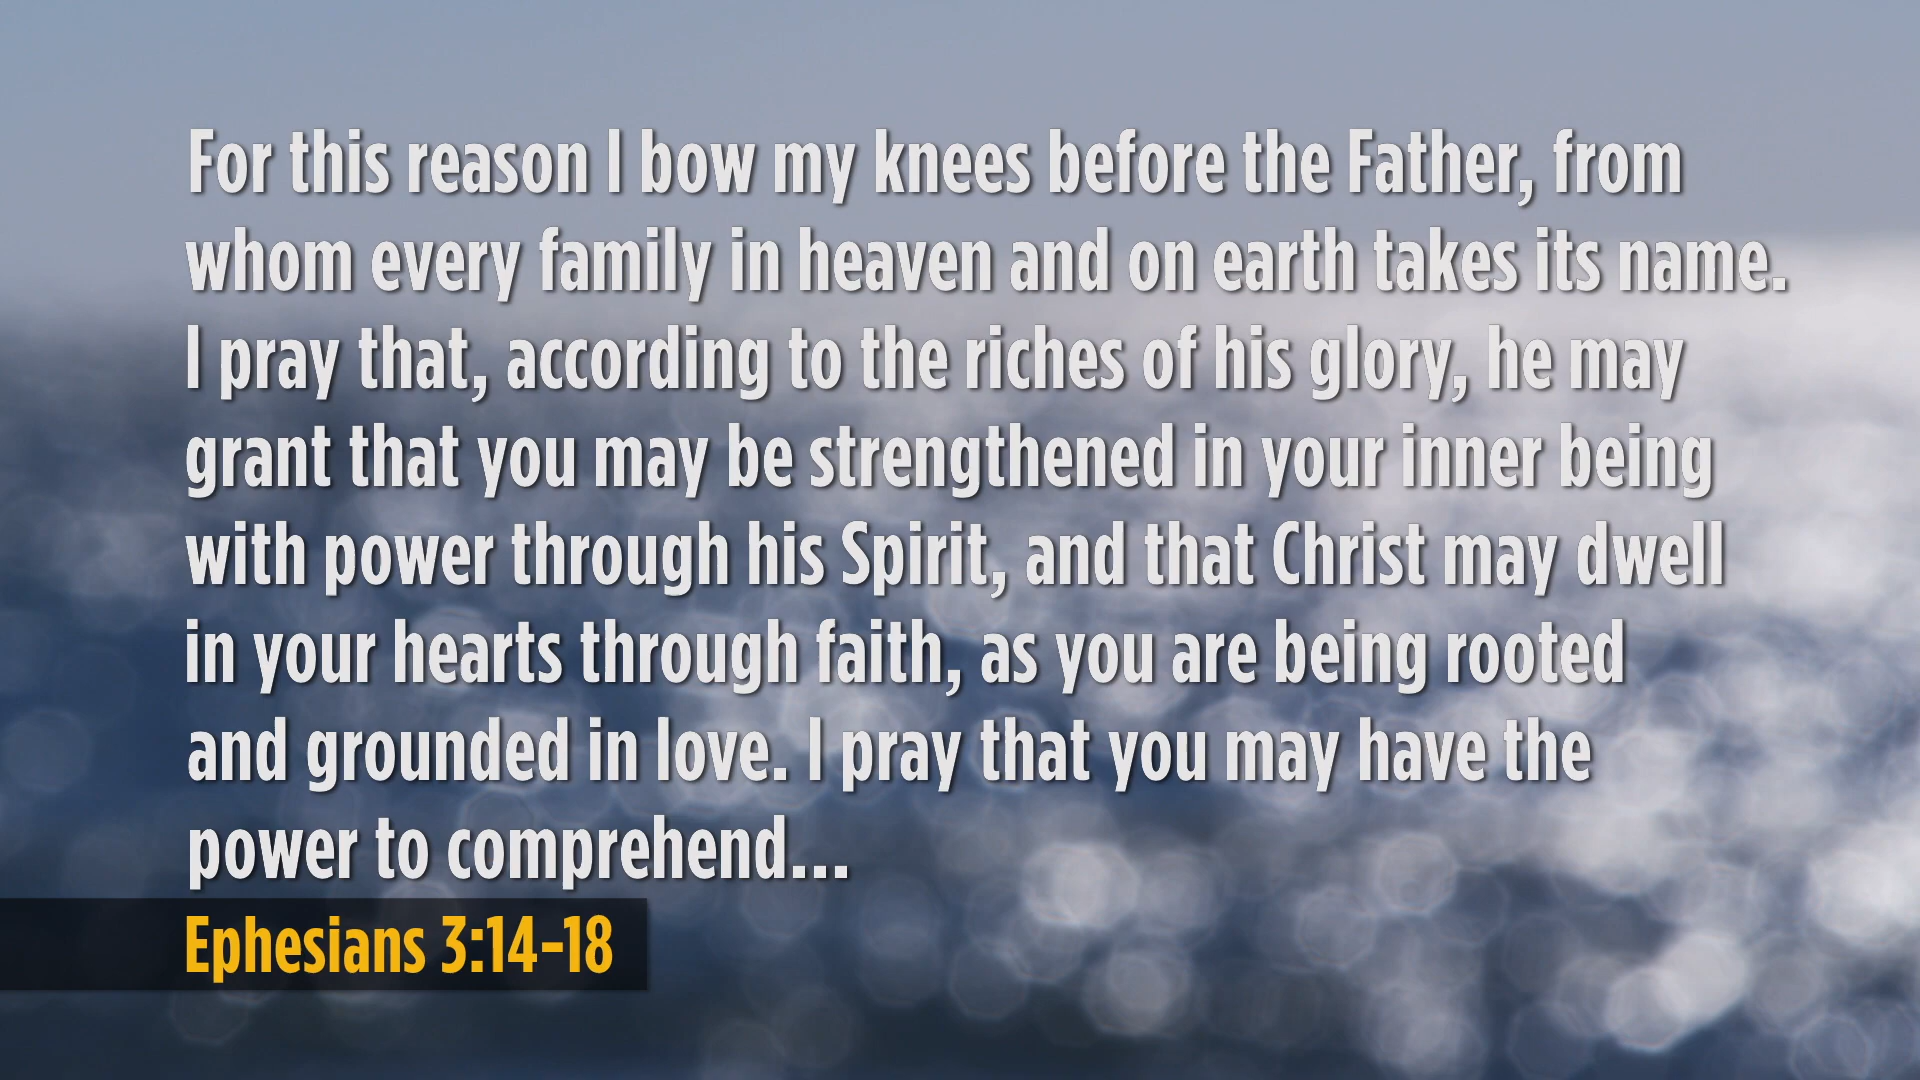 For this reason I bow my knees before the Father, from
whom every family in heaven and on earth takes its name.
I pray that, according to the riches of his glory, he may
grant that you may be strengthened in your inner being
with power through his Spirit, and that Christ may dwell
in your hearts through faith, as you are being rooted
and grounded in love. I pray that you may have the
power to comprehend...
Ephesians 3:14–18